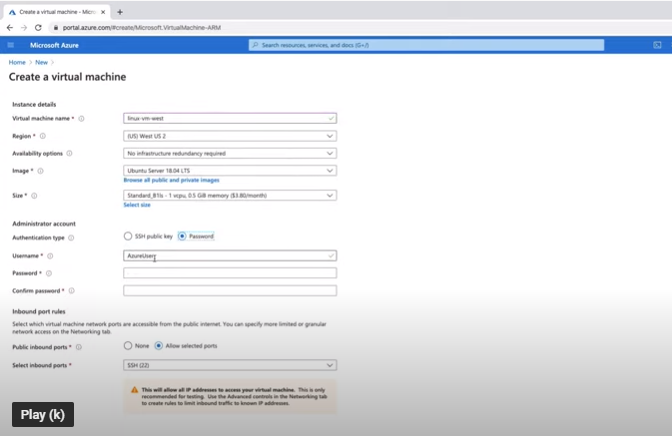 Create a virtual machine - Micro
portal.azure.com/#create/Microsoft.VirtualMachine-ARM
Microsoft Azure
Search resources, services, and docs (G+/)
Home > New >
Create a virtual machine
Instance details
Virtual machine name *
linux-vm-west
Region *
(US) West US 2
Availability options
No infrastructure redundancy required
Image *
Ubuntu Server 18.04 LTS
Browse all public and private images
Size *
Standard_B1ls - 1 vcpu, 0.5 GiB memory ($3.80/month)
Select size
Administrator account
Authentication type
SSH public key Password
Username *
AzureUser
Password *
Confirm password *
Inbound port rules
Select which virtual machine network ports are accessible from the public internet. You can specify more limited or granular
network access on the Networking tab.
Public inbound ports *
None Allow selected ports
Select inbound ports *
SSH (22)
This will allow all IP addresses to access your virtual machine. This is only
recommended for testing. Use the Advanced controls in the Networking tab
to create rules to limit inbound traffic to known IP addresses.
Play (k)